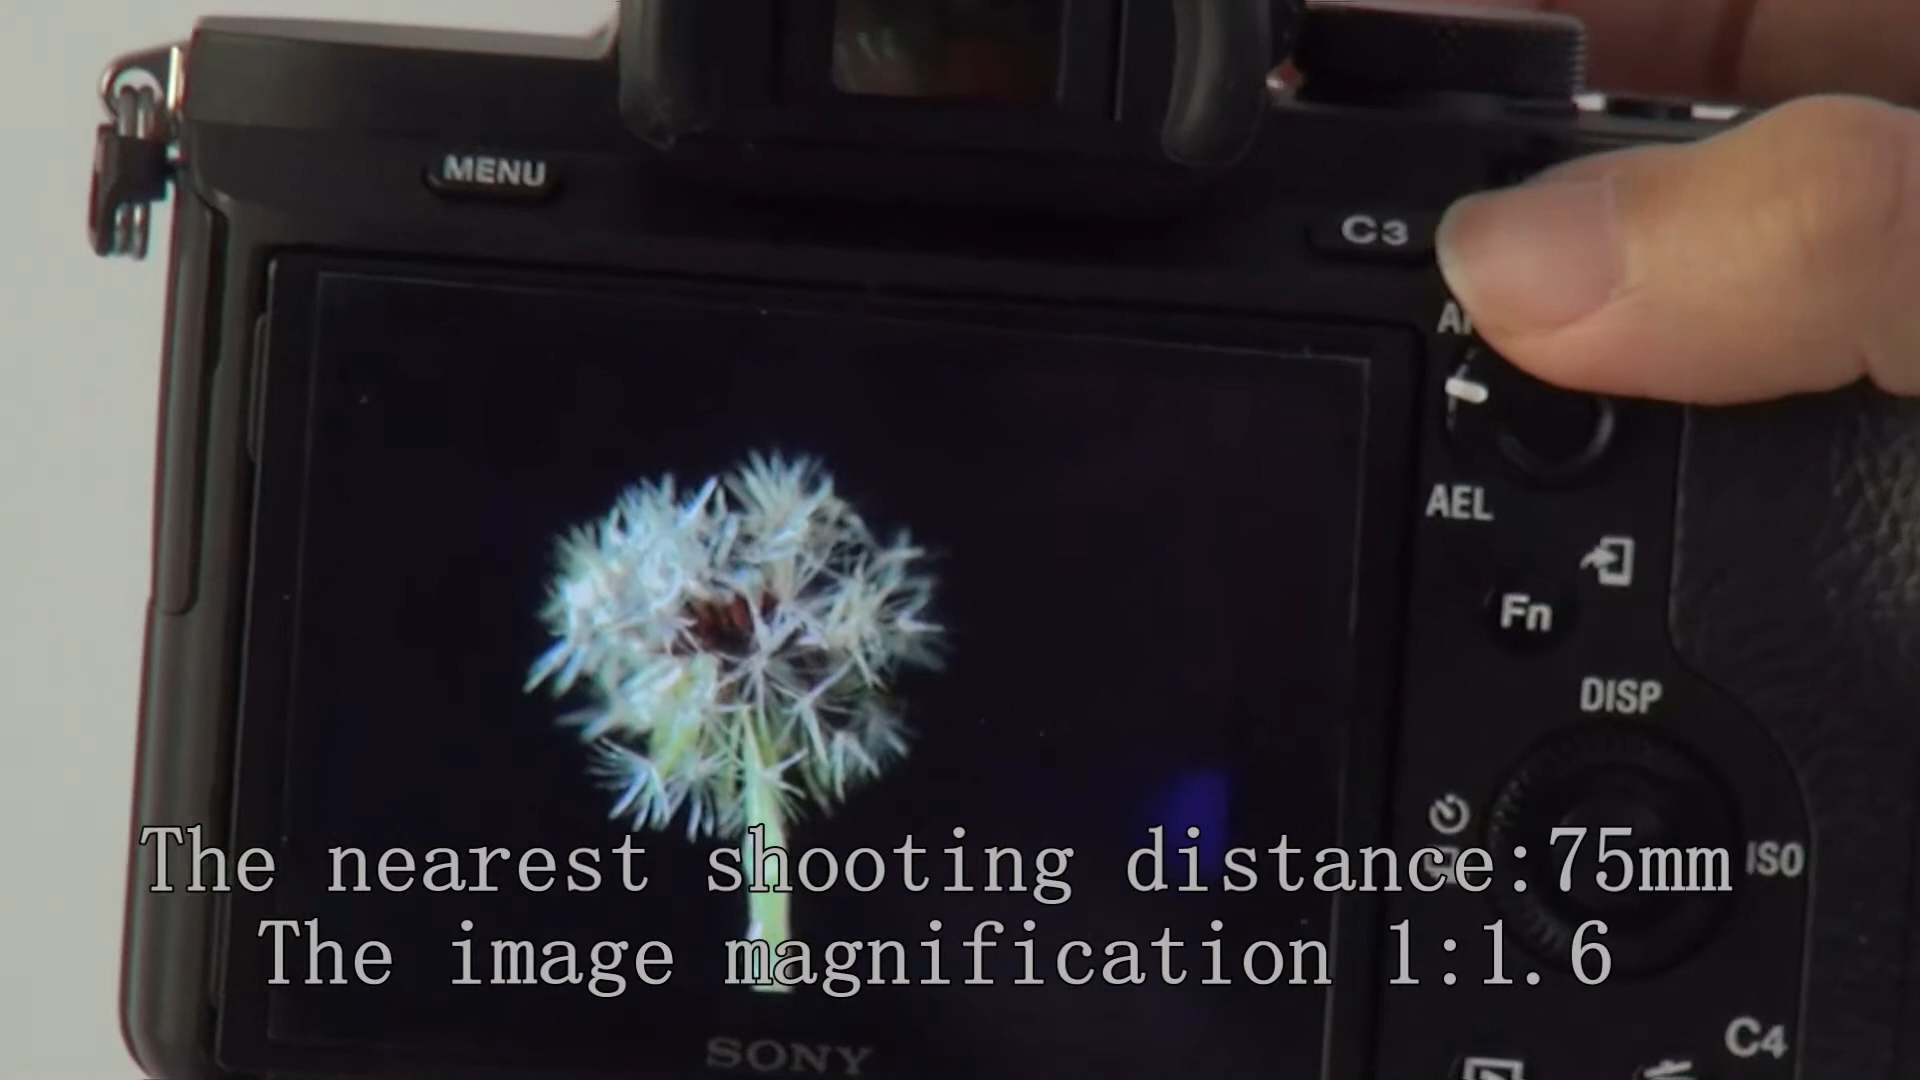 MENU
C3
AEL
Fn
DISP
ISO
The nearest shooting distance:75mm
The image magnification 1:1.6
SONY
C4